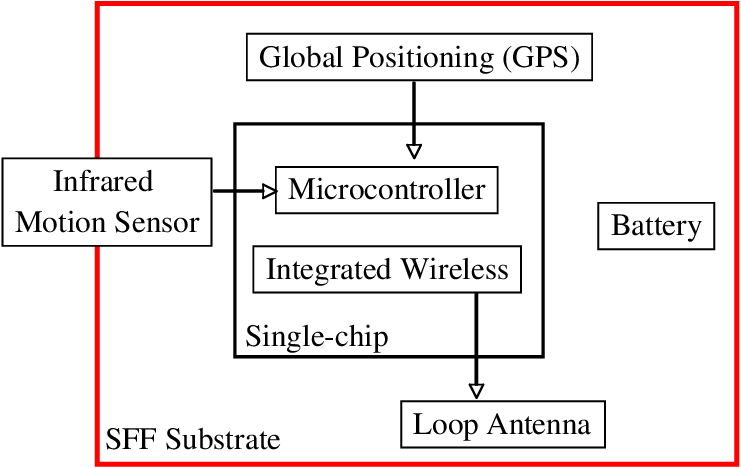 Global Positioning (GPS)
Infrared
Motion Sensor
Microcontroller
Battery
Integrated Wireless
Single-chip
Loop Antenna
SFF Substrate